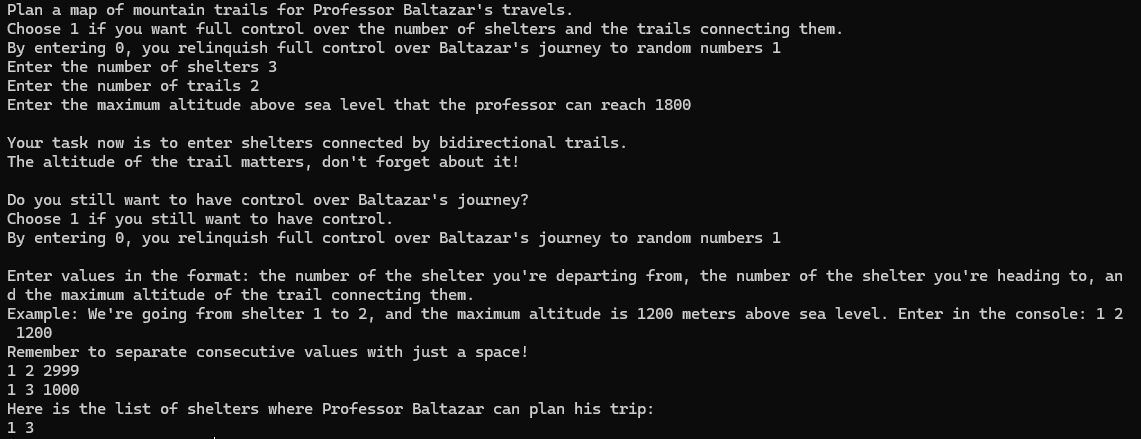 Plan a map of mountain trails for Professor Baltazar's travels.
Choose 1 if you want full control over the number of shelters and the trails connecting them.
By entering 0, you relinquish full control over Baltazar's journey to random numbers 1
Enter the number of shelters 3
Enter the number of trails 2
Enter the maximum altitude above sea level that the professor can reach 1800
Your task now is to enter shelters connected by bidirectional trails.
The altitude of the trail matters, don't forget about it!
Do you still want to have control over Baltazar's journey?
Choose 1 if you still want to have control.
By entering 0, you relinquish full control over Baltazar's journey to random numbers 1
Enter values in the format: the number of the shelter you're departing from, the number of the shelter you're heading to, an
d the maximum altitude of the trail connecting them.
Example: We're going from shelter 1 to 2, and the maximum altitude is 1200 meters above sea level. Enter in the console: 1 2
 1200
Remember to separate consecutive values with just a space!
1 2 2999
1 3 1000
Here is the list of shelters where Professor Baltazar can plan his trip:
1 3